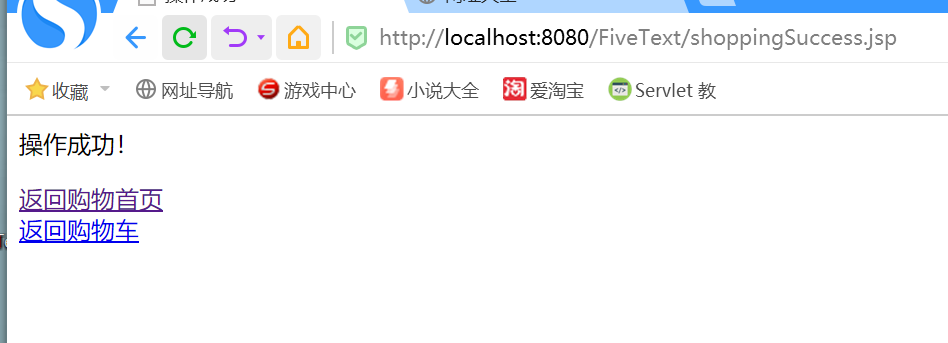 http://localhost:8080/FiveText/shoppingSuccess.jsp
收藏 网址导航 游戏中心 小说大全 爱淘宝 Servlet 教
操作成功!
返回购物首页
返回购物车